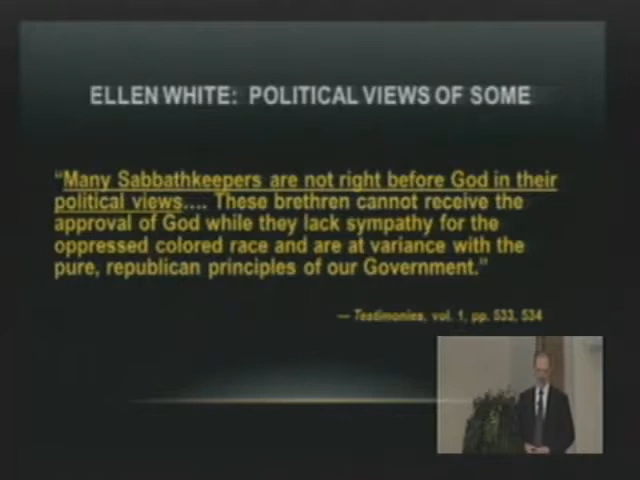 ELLEN WHITE: POLITICAL VIEWS OF SOME
“Many Sabbathkeepers are not right before God in their
political views.... These brethren cannot receive the
approval of God while they lack sympathy for the
oppressed colored race and are at variance with the
pure, republican principles of our Government.”
— Testimonies, vol. 1, pp. 533, 534